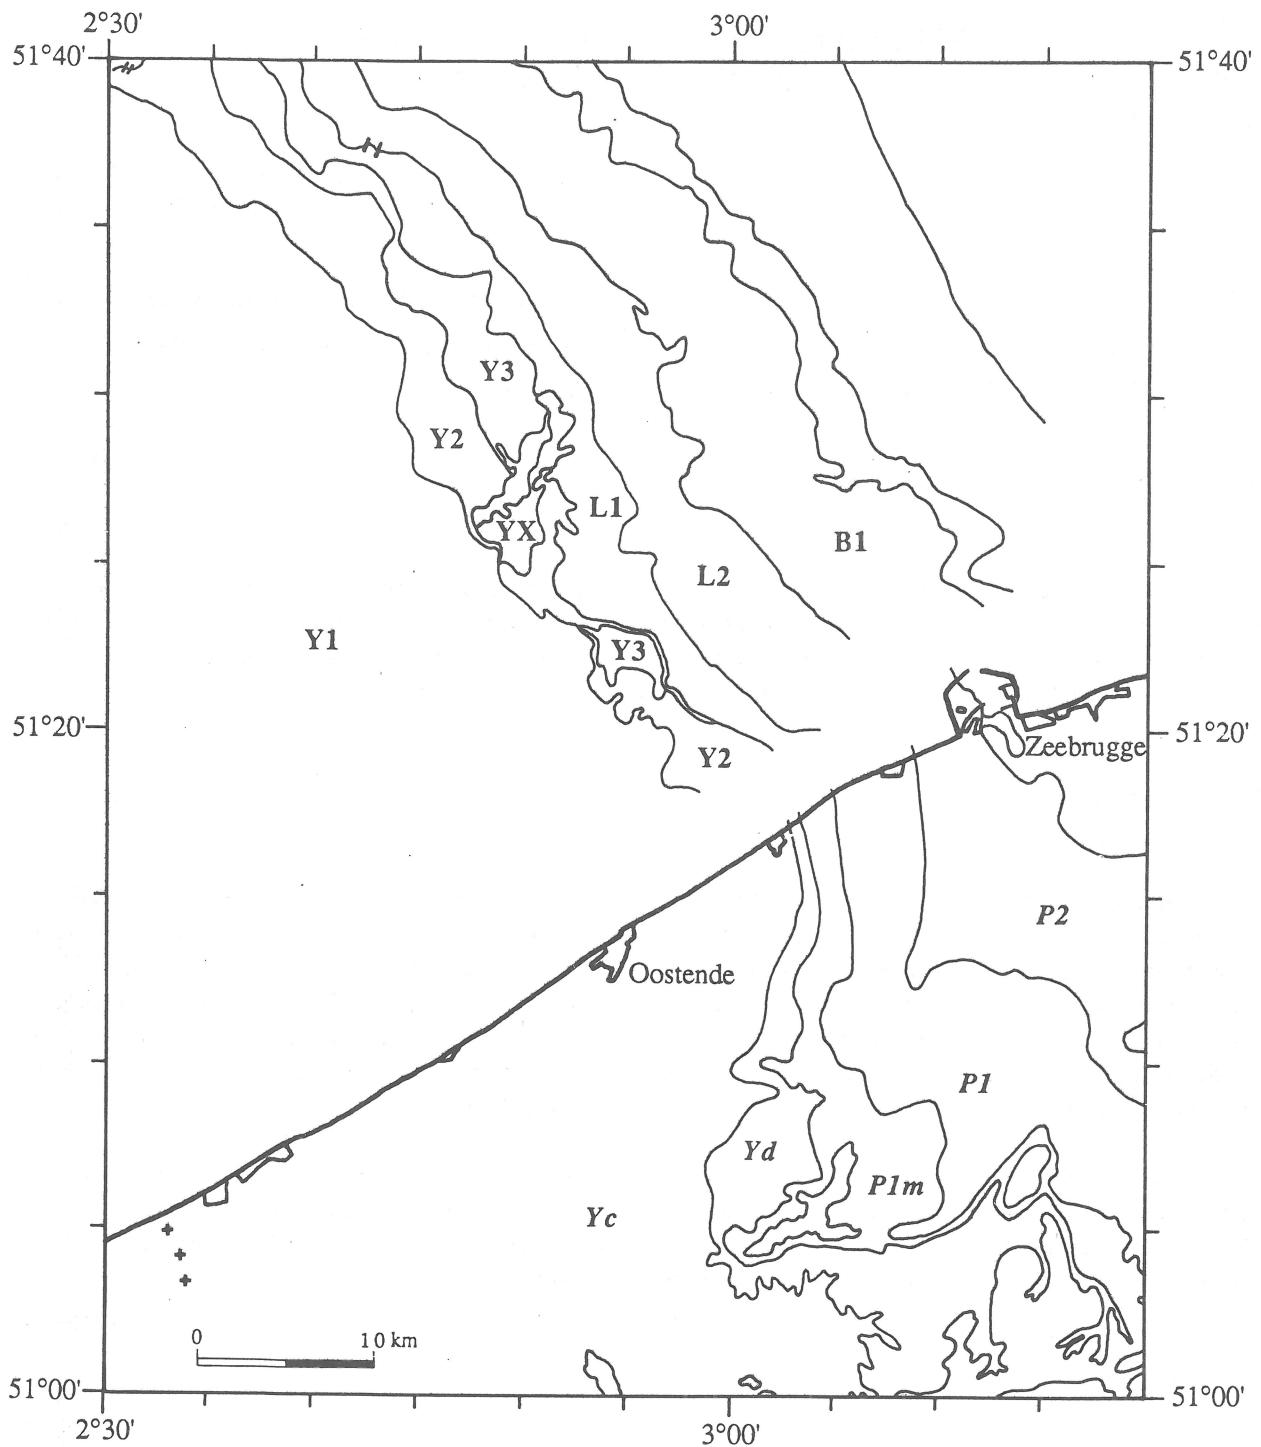 2°30'
3°00'
51°40'
51°40'
Y3
Y2
L1
YX
B1
L2
Y1
Y3
51°20'
51°20'
Zeebrugge
Y2
P2
Oostende
P1
Yd
P1m
Yc
0 10 km
51°00'
51°00'
2°30'
3°00'